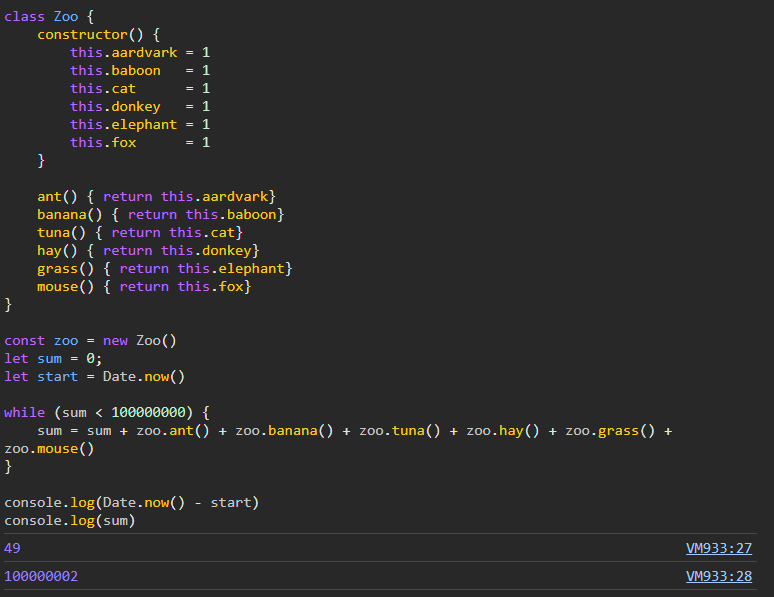 class Zoo {
    constructor() {
        this.aardvark = 1
        this.baboon   = 1
        this.cat      = 1
        this.donkey   = 1
        this.elephant = 1
        this.fox      = 1
    }

    ant() { return this.aardvark}
    banana() { return this.baboon}
    tuna() { return this.cat}
    hay() { return this.donkey}
    grass() { return this.elephant}
    mouse() { return this.fox}
}

const zoo = new Zoo()
let sum = 0;
let start = Date.now()

while (sum < 100000000) {
    sum = sum + zoo.ant() + zoo.banana() + zoo.tuna() + zoo.hay() + zoo.grass() +
zoo.mouse()
}

console.log(Date.now() - start)
console.log(sum)
49 VM933:27
100000002 VM933:28